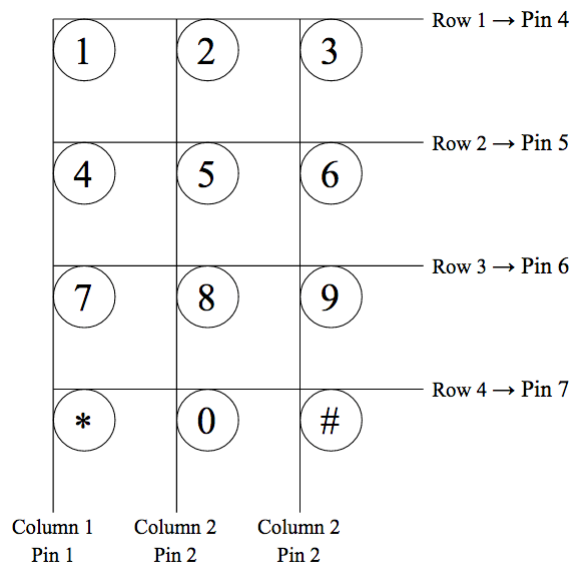 Row 1 → Pin 4
1 2 3
Row 2 → Pin 5
4 5 6
Row 3 → Pin 6
7 8 9
Row 4 → Pin 7
* 0 #
Column 1 Column 2 Column 2
Pin 1 Pin 2 Pin 2